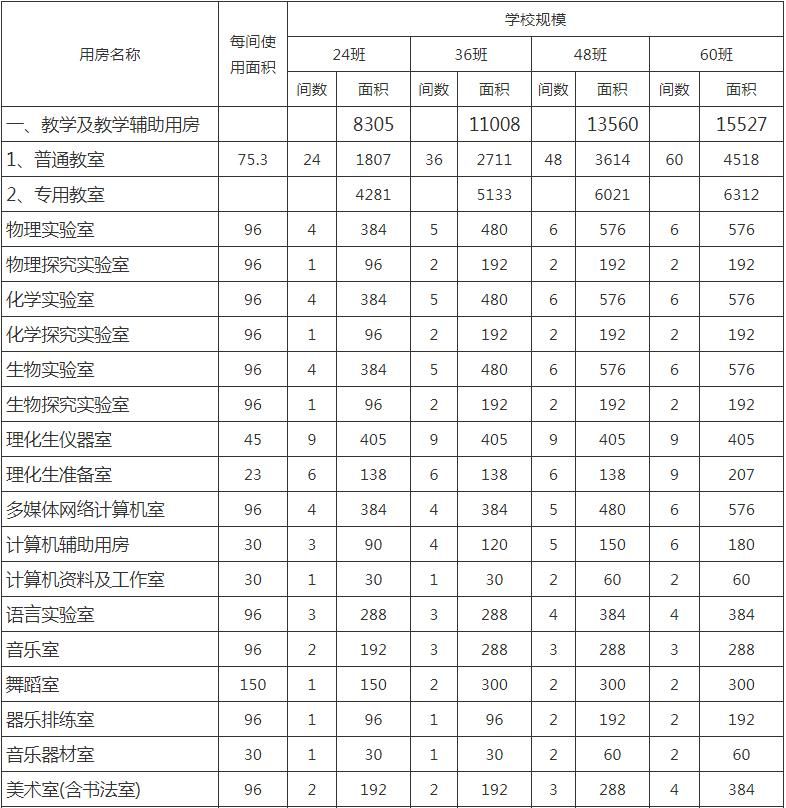 用房名称 每间使用面积 学校规模
24班 36班 48班 60班
间数 面积 间数 面积 间数 面积 间数 面积
一、教学及教学辅助用房 8305 11008 13560 15527
1、普通教室 75.3 24 1807 36 2711 48 3614 60 4518
2、专用教室 4281 5133 6021 6312
物理实验室 96 4 384 5 480 6 576 6 576
物理探究实验室 96 1 96 2 192 2 192 2 192
化学实验室 96 4 384 5 480 6 576 6 576
化学探究实验室 96 1 96 2 192 2 192 2 192
生物实验室 96 4 384 5 480 6 576 6 576
生物探究实验室 96 1 96 2 192 2 192 2 192
理化生仪器室 45 9 405 9 405 9 405 9 405
理化生准备室 23 6 138 6 138 6 138 9 207
多媒体网络计算机室 96 4 384 4 384 5 480 6 576
计算机辅助用房 30 3 90 4 120 5 150 6 180
计算机资料及工作室 30 1 30 1 30 2 60 2 60
语言实验室 96 3 288 3 288 4 384 4 384
音乐室 96 2 192 3 288 3 288 3 288
舞蹈室 150 1 150 2 300 2 300 2 300
器乐排练室 96 1 96 1 96 2 192 2 192
音乐器材室 30 1 30 1 30 2 60 2 60
美术室(含书法室) 96 2 192 2 192 3 288 4 384